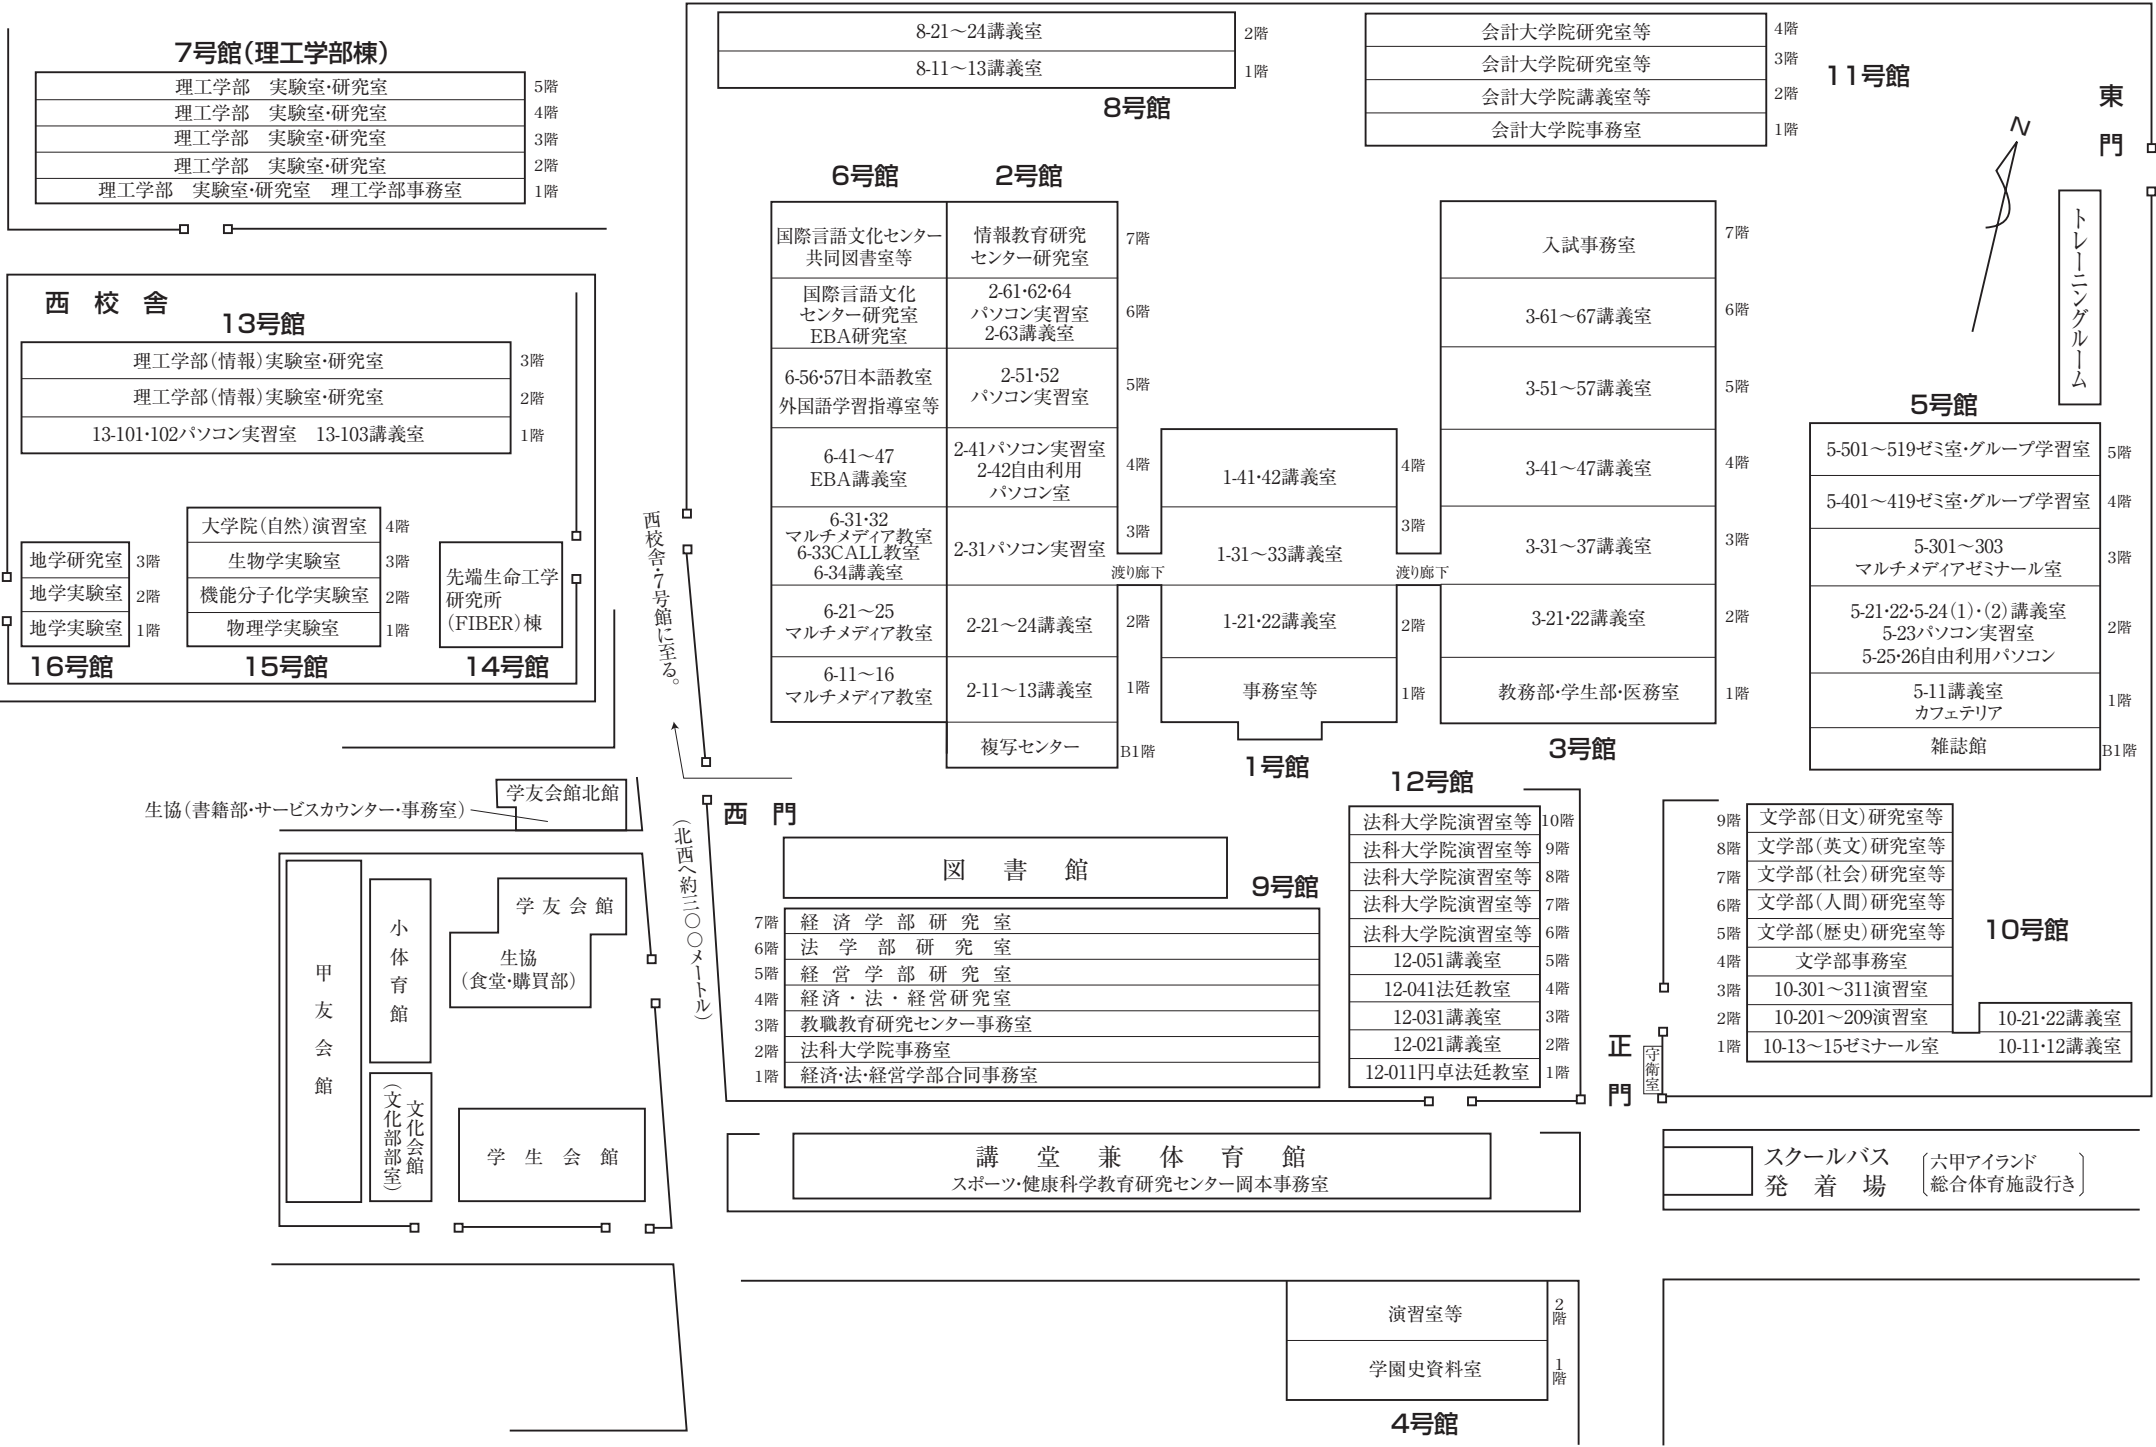 7号館（理工学部棟）
理工学部　実験室・研究室　5階
理工学部　実験室・研究室　4階
理工学部　実験室・研究室　3階
理工学部　実験室・研究室　2階
理工学部　実験室・研究室　理工学部事務室　1階
西校舎
13号館
理工学部（情報）実験室・研究室　3階
理工学部（情報）実験室・研究室　2階
13-101・102パソコン実習室　13-103講義室　1階
地学研究室　3階
地学実験室　2階
地学実験室　1階
16号館
大学院（自然）演習室　4階
生物学実験室　3階
機能分子化学実験室　2階
物理学実験室　1階
15号館
先端生命工学
研究所
（FIBER）棟
14号館
8-21〜24講義室　2階
8-11〜13講義室　1階
8号館
会計大学院研究室等　4階
会計大学院研究室等　3階
会計大学院講義室等　2階
会計大学院事務室　1階
11号館
東門
N
トレーニングルーム
6号館
国際言語文化センター
共同図書室等
国際言語文化
センター研究室
EBA研究室
6-56・57日本語教室
外国語学習指導室等
6-41〜47
EBA講義室
6-31・32
マルチメディア教室
6-33CALL教室
6-34講義室
6-21〜25
マルチメディア教室
6-11〜16
マルチメディア教室
2号館
情報教育研究
センター研究室
7階
2-61・62・64
パソコン実習室
2-63講義室
6階
2-51・52
パソコン実習室
5階
2-41パソコン実習室
2-42自由利用
パソコン室
4階
2-31パソコン実習室
3階
渡り廊下
2-21〜24講義室
2階
2-11〜13講義室
1階
複写センター
B1階
1-41・42講義室　4階
1-31〜33講義室　3階
渡り廊下
1-21・22講義室　2階
事務室等　1階
1号館
入試事務室　7階
3-61〜67講義室　6階
3-51〜57講義室　5階
3-41〜47講義室　4階
3-31〜37講義室　3階
3-21・22講義室　2階
教務部・学生部・医務室　1階
3号館
5号館
5-501〜519ゼミ室・グループ学習室　5階
5-401〜419ゼミ室・グループ学習室　4階
5-301〜303
マルチメディアゼミナール室
3階
5-21・22・5-24（1）・（2）講義室
5-23パソコン実習室
5-25・26自由利用パソコン
2階
5-11講義室
カフェテリア
1階
雑誌館
B1階
西校舎・7号館に至る。
（北西へ約三〇〇メートル）
西門
学友会館北館
生協（書籍部・サービスカウンター・事務室）
甲友会館
小体育館
学友会館
生協
（食堂・購買部）
文化会館
（文化部部室）
学生会館
図書館
9号館
7階　経済学部研究室
6階　法学部研究室
5階　経営学部研究室
4階　経済・法・経営研究室
3階　教職教育研究センター事務室
2階　法科大学院事務室
1階　経済・法・経営学部合同事務室
12号館
法科大学院演習室等　10階
法科大学院演習室等　9階
法科大学院演習室等　8階
法科大学院演習室等　7階
法科大学院演習室等　6階
12-051講義室　5階
12-041法廷教室　4階
12-031講義室　3階
12-021講義室　2階
12-011円卓法廷教室　1階
正門
守衛室
9階　文学部（日文）研究室等
8階　文学部（英文）研究室等
7階　文学部（社会）研究室等
6階　文学部（人間）研究室等
5階　文学部（歴史）研究室等
4階　文学部事務室
3階　10-301〜311演習室
2階　10-201〜209演習室　10-21・22講義室
1階　10-13〜15ゼミナール室　10-11・12講義室
10号館
講堂兼体育館
スポーツ・健康科学教育研究センター岡本事務室
スクールバス
発着場
〔六甲アイランド
総合体育施設行き〕
演習室等　2階
学園史資料室　1階
4号館